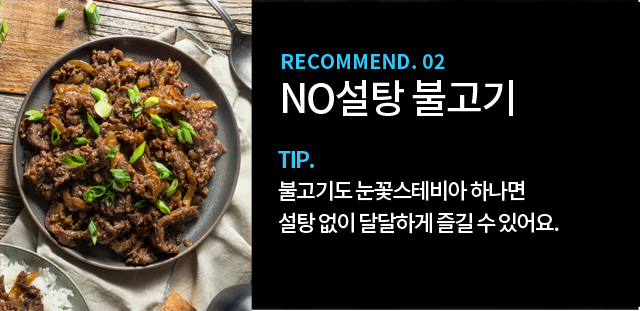 RECOMMEND. 02
NO설탕 불고기
TIP.
불고기도 눈꽃스테비아 하나면
설탕 없이 달달하게 즐길 수 있어요.